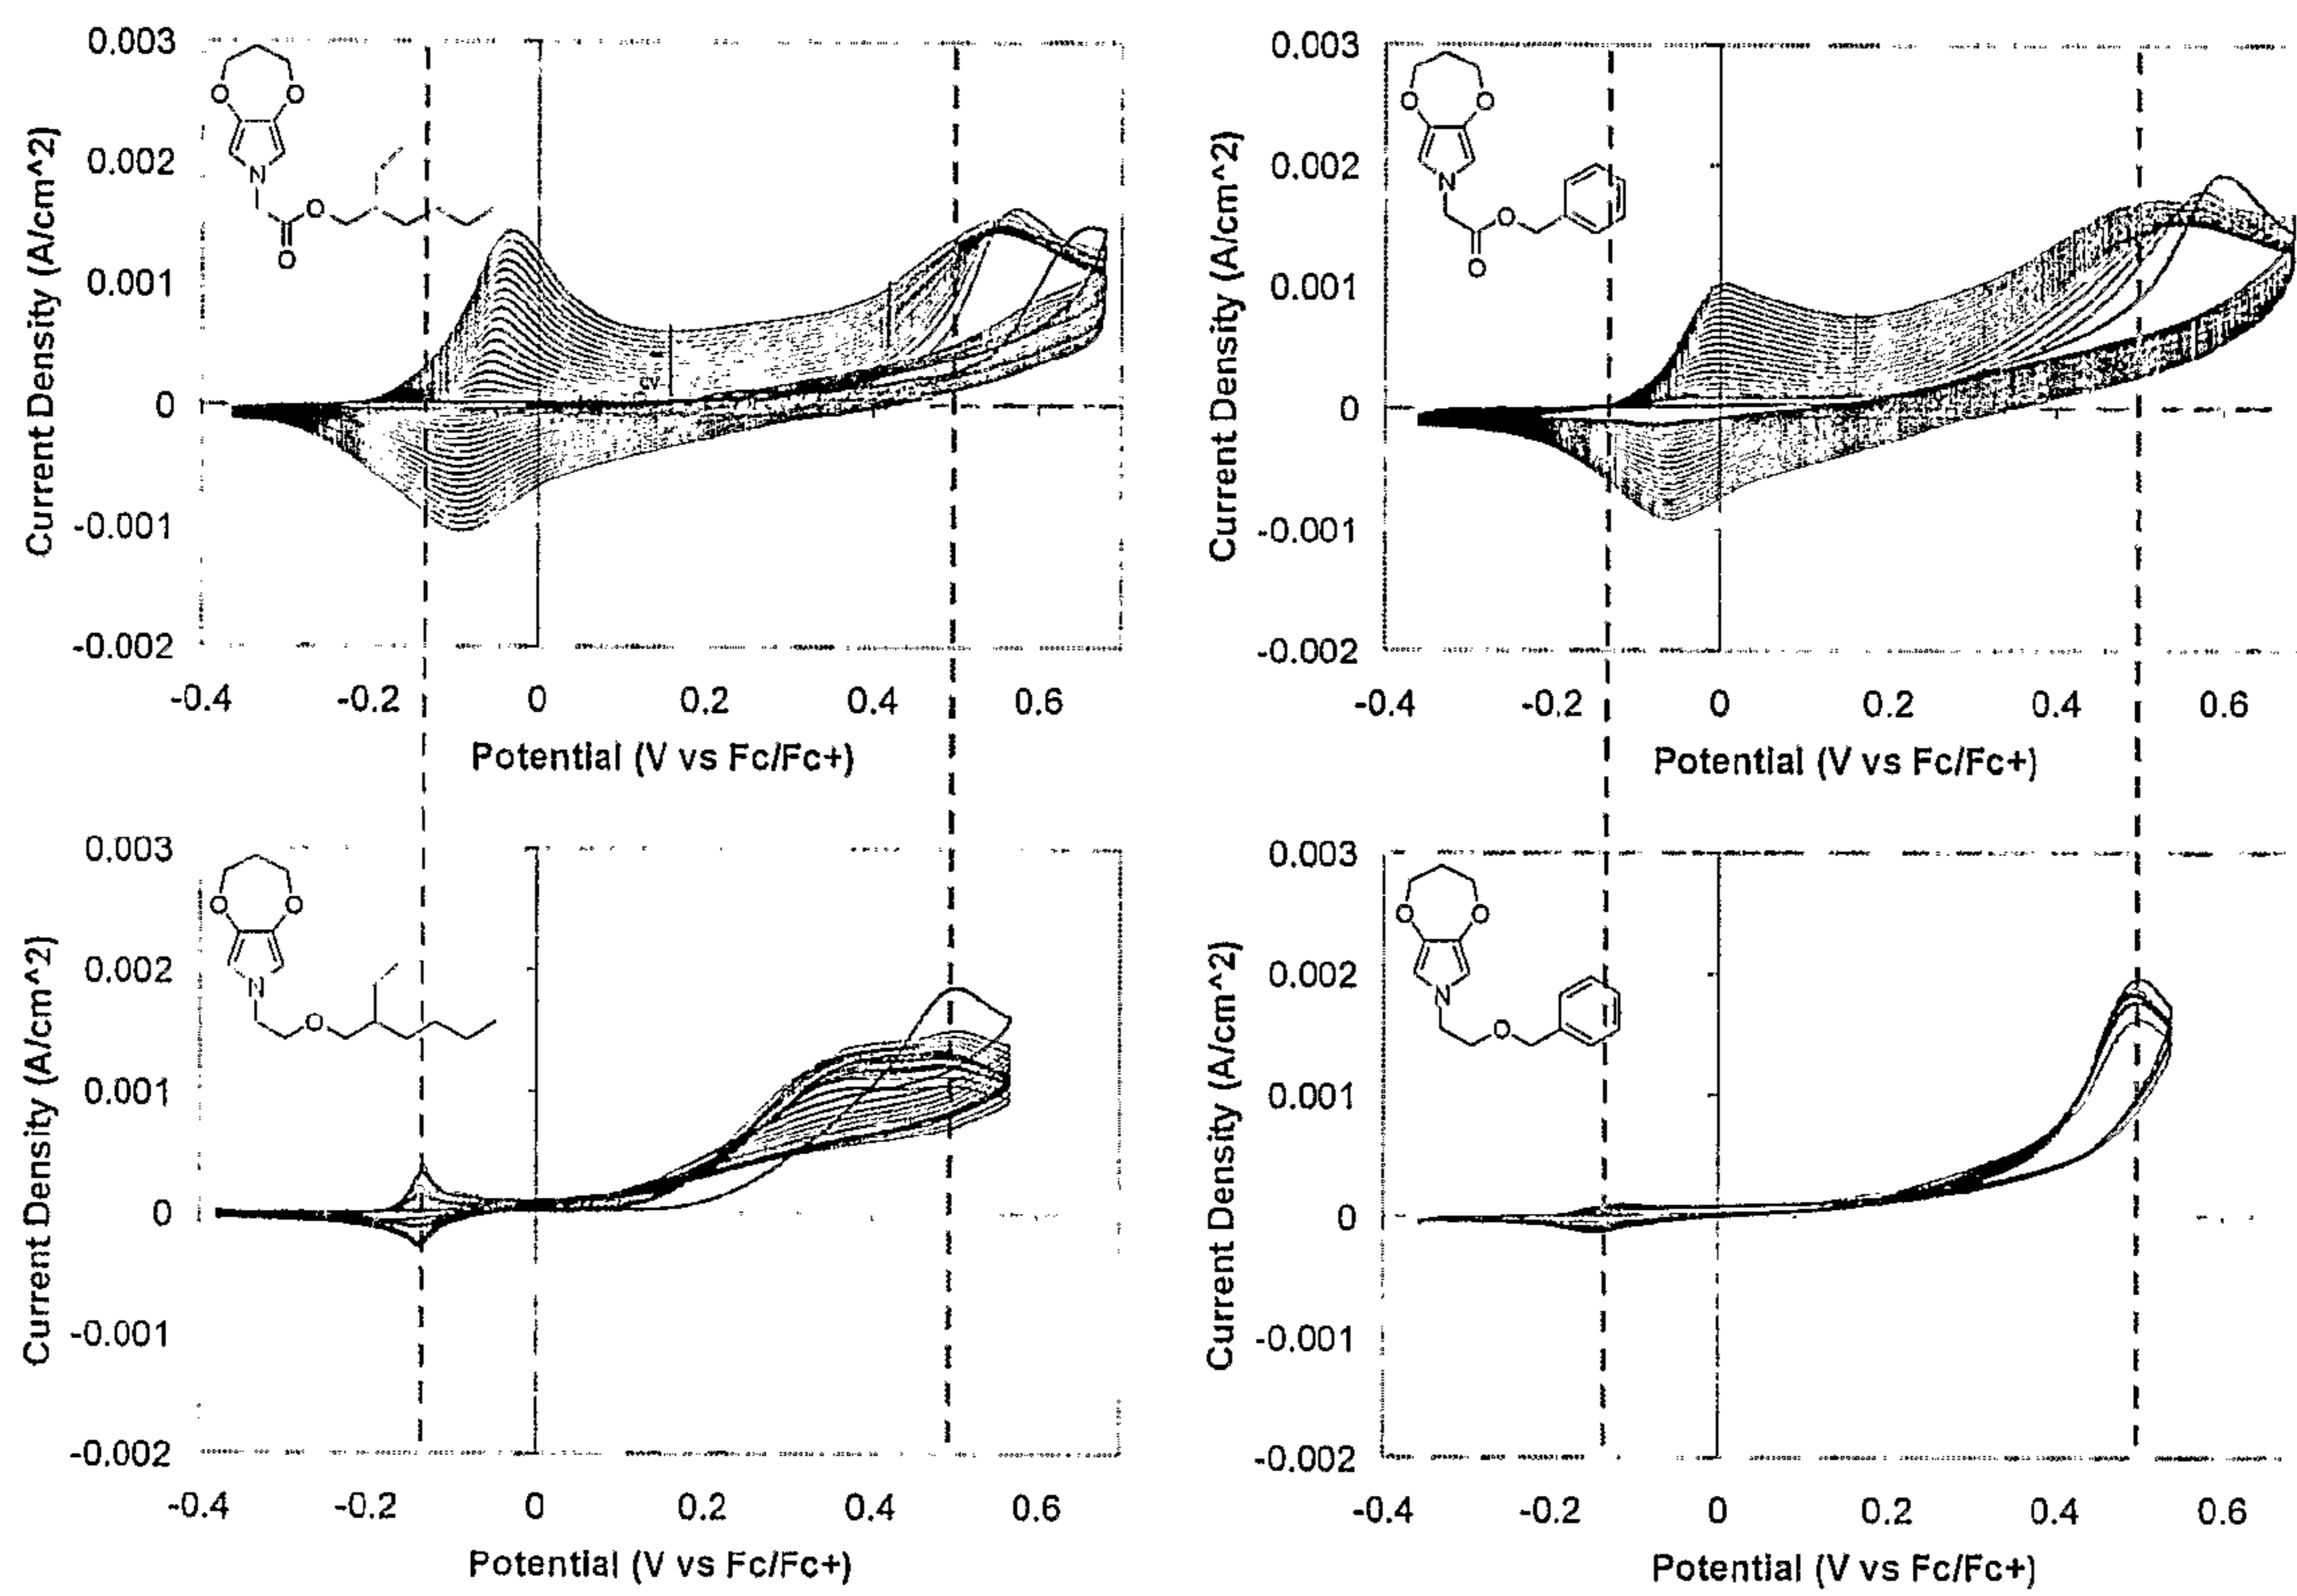 0.003
0.002
0.001
0
-0.001
-0.002
Current Density (A/cm^2)
O O
N
O
O
-0.4 -0.2 0 0.2 0.4 0.6
Potential (V vs Fc/Fc+)
0.003
0.002
0.001
0
-0.001
-0.002
Current Density (A/cm^2)
O O
N
O
O
-0.4 -0.2 0 0.2 0.4 0.6
Potential (V vs Fc/Fc+)
0.003
0.002
0.001
0
-0.001
-0.002
Current Density (A/cm^2)
O O
N
O
-0.4 -0.2 0 0.2 0.4 0.6
Potential (V vs Fc/Fc+)
0.003
0.002
0.001
0
-0.001
-0.002
Current Density (A/cm^2)
O O
N
O
-0.4 -0.2 0 0.2 0.4 0.6
Potential (V vs Fc/Fc+)